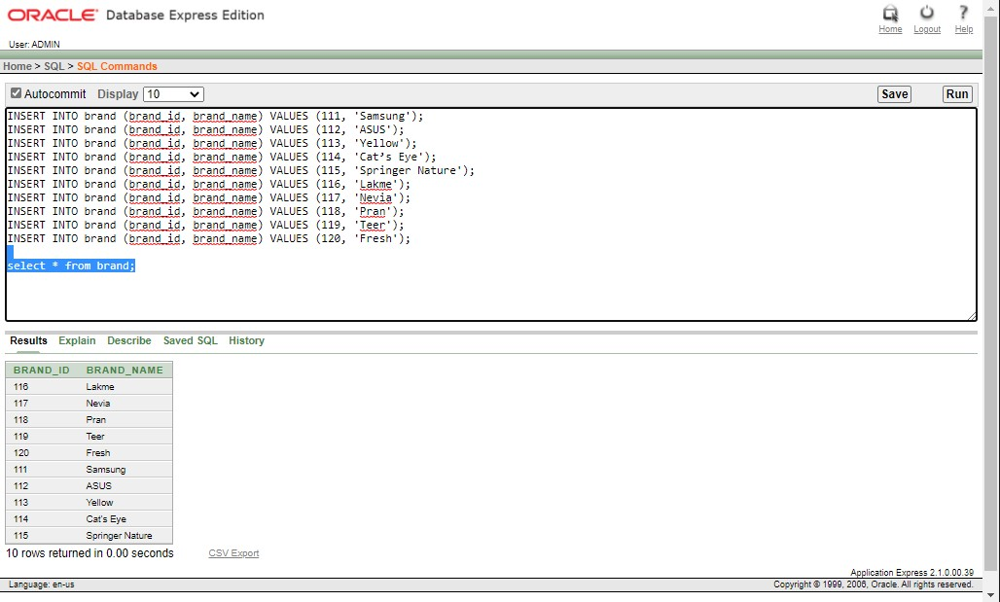 ORACLE® Database Express Edition
Home Logout Help
User: ADMIN
Home > SQL > SQL Commands
Autocommit Display 10 Save Run
INSERT INTO brand (brand_id, brand_name) VALUES (111, 'Samsung');
INSERT INTO brand (brand_id, brand_name) VALUES (112, 'ASUS');
INSERT INTO brand (brand_id, brand_name) VALUES (113, 'Yellow');
INSERT INTO brand (brand_id, brand_name) VALUES (114, 'Cat’s Eye');
INSERT INTO brand (brand_id, brand_name) VALUES (115, 'Springer Nature');
INSERT INTO brand (brand_id, brand_name) VALUES (116, 'Lakme');
INSERT INTO brand (brand_id, brand_name) VALUES (117, 'Nevia');
INSERT INTO brand (brand_id, brand_name) VALUES (118, 'Pran');
INSERT INTO brand (brand_id, brand_name) VALUES (119, 'Teer');
INSERT INTO brand (brand_id, brand_name) VALUES (120, 'Fresh');
select * from brand;
Results Explain Describe Saved SQL History
BRAND_ID BRAND_NAME
116 Lakme
117 Nevia
118 Pran
119 Teer
120 Fresh
111 Samsung
112 ASUS
113 Yellow
114 Cat’s Eye
115 Springer Nature
10 rows returned in 0.00 seconds CSV Export
Application Express 2.1.0.00.39
Language: en-us Copyright © 1999, 2006, Oracle. All rights reserved.